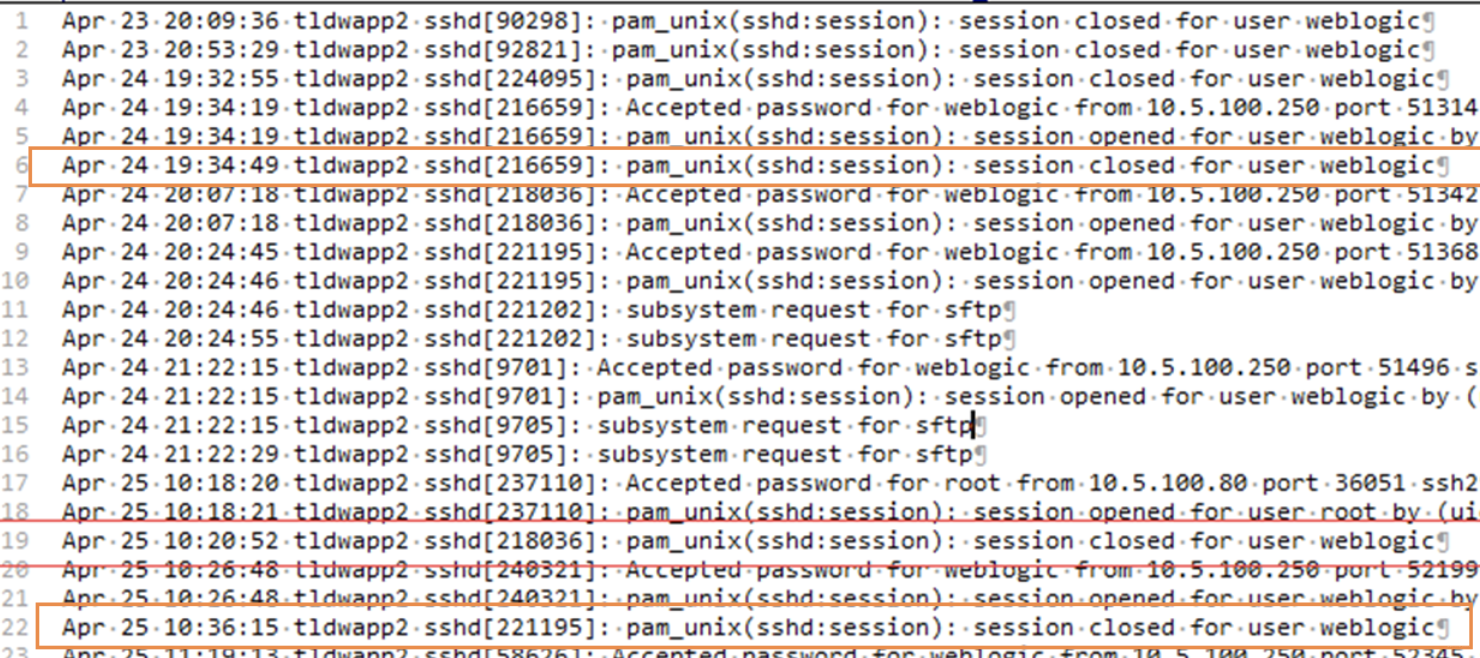 1 Apr 23 20:09:36 tldwapp2 sshd[90298]: pam_unix(sshd:session): session closed for user weblogic
2 Apr 23 20:53:29 tldwapp2 sshd[92821]: pam_unix(sshd:session): session closed for user weblogic
3 Apr 24 19:32:55 tldwapp2 sshd[224095]: pam_unix(sshd:session): session closed for user weblogic
4 Apr 24 19:34:19 tldwapp2 sshd[216659]: Accepted password for weblogic from 10.5.100.250 port 51314
5 Apr 24 19:34:19 tldwapp2 sshd[216659]: pam_unix(sshd:session): session opened for user weblogic by
6 Apr 24 19:34:49 tldwapp2 sshd[216659]: pam_unix(sshd:session): session closed for user weblogic
7 Apr 24 20:07:18 tldwapp2 sshd[218036]: Accepted password for weblogic from 10.5.100.250 port 51342
8 Apr 24 20:07:18 tldwapp2 sshd[218036]: pam_unix(sshd:session): session opened for user weblogic by
9 Apr 24 20:24:45 tldwapp2 sshd[221195]: Accepted password for weblogic from 10.5.100.250 port 51368
10 Apr 24 20:24:46 tldwapp2 sshd[221195]: pam_unix(sshd:session): session opened for user weblogic by
11 Apr 24 20:24:46 tldwapp2 sshd[221202]: subsystem request for sftp
12 Apr 24 20:24:55 tldwapp2 sshd[221202]: subsystem request for sftp
13 Apr 24 21:22:15 tldwapp2 sshd[9701]: Accepted password for weblogic from 10.5.100.250 port 51496 s
14 Apr 24 21:22:15 tldwapp2 sshd[9701]: pam_unix(sshd:session): session opened for user weblogic by (
15 Apr 24 21:22:15 tldwapp2 sshd[9705]: subsystem request for sftp
16 Apr 24 21:22:29 tldwapp2 sshd[9705]: subsystem request for sftp
17 Apr 25 10:18:20 tldwapp2 sshd[237110]: Accepted password for root from 10.5.100.80 port 36051 ssh2
18 Apr 25 10:18:21 tldwapp2 sshd[237110]: pam_unix(sshd:session): session opened for user root by (ui
19 Apr 25 10:20:52 tldwapp2 sshd[218036]: pam_unix(sshd:session): session closed for user weblogic
20 Apr 25 10:26:48 tldwapp2 sshd[240321]: Accepted password for weblogic from 10.5.100.250 port 52199
21 Apr 25 10:26:48 tldwapp2 sshd[240321]: pam_unix(sshd:session): session opened for user weblogic by
22 Apr 25 10:36:15 tldwapp2 sshd[221195]: pam_unix(sshd:session): session closed for user weblogic
23 Apr 25 11:19:13 tldwapp2 sshd[58626]: Accepted password for weblogic from 10.5.100.250 port 52345